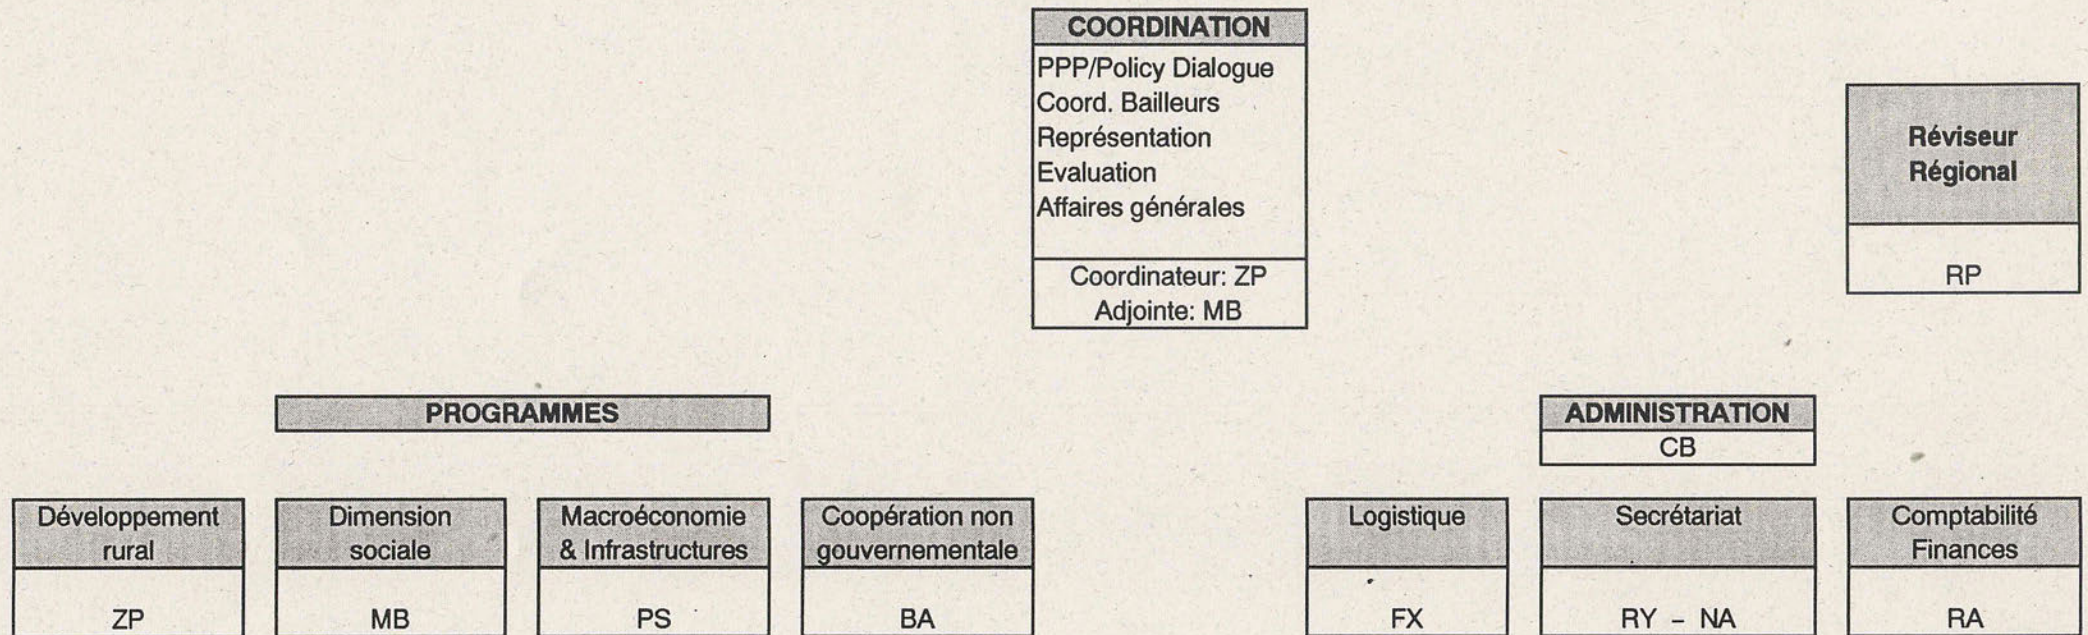 COORDINATION
PPP/Policy Dialogue
Coord. Bailleurs
Représentation
Evaluation
Affaires générales
Coordinateur: ZP
Adjointe: MB
Réviseur
Régional
RP
PROGRAMMES
ADMINISTRATION
CB
Développement
rural
ZP
Dimension
sociale
MB
Macroéconomie
& Infrastructures
PS
Coopération non
gouvernementale
BA
Logistique
FX
Secrétariat
RY – NA
Comptabilité
Finances
RA